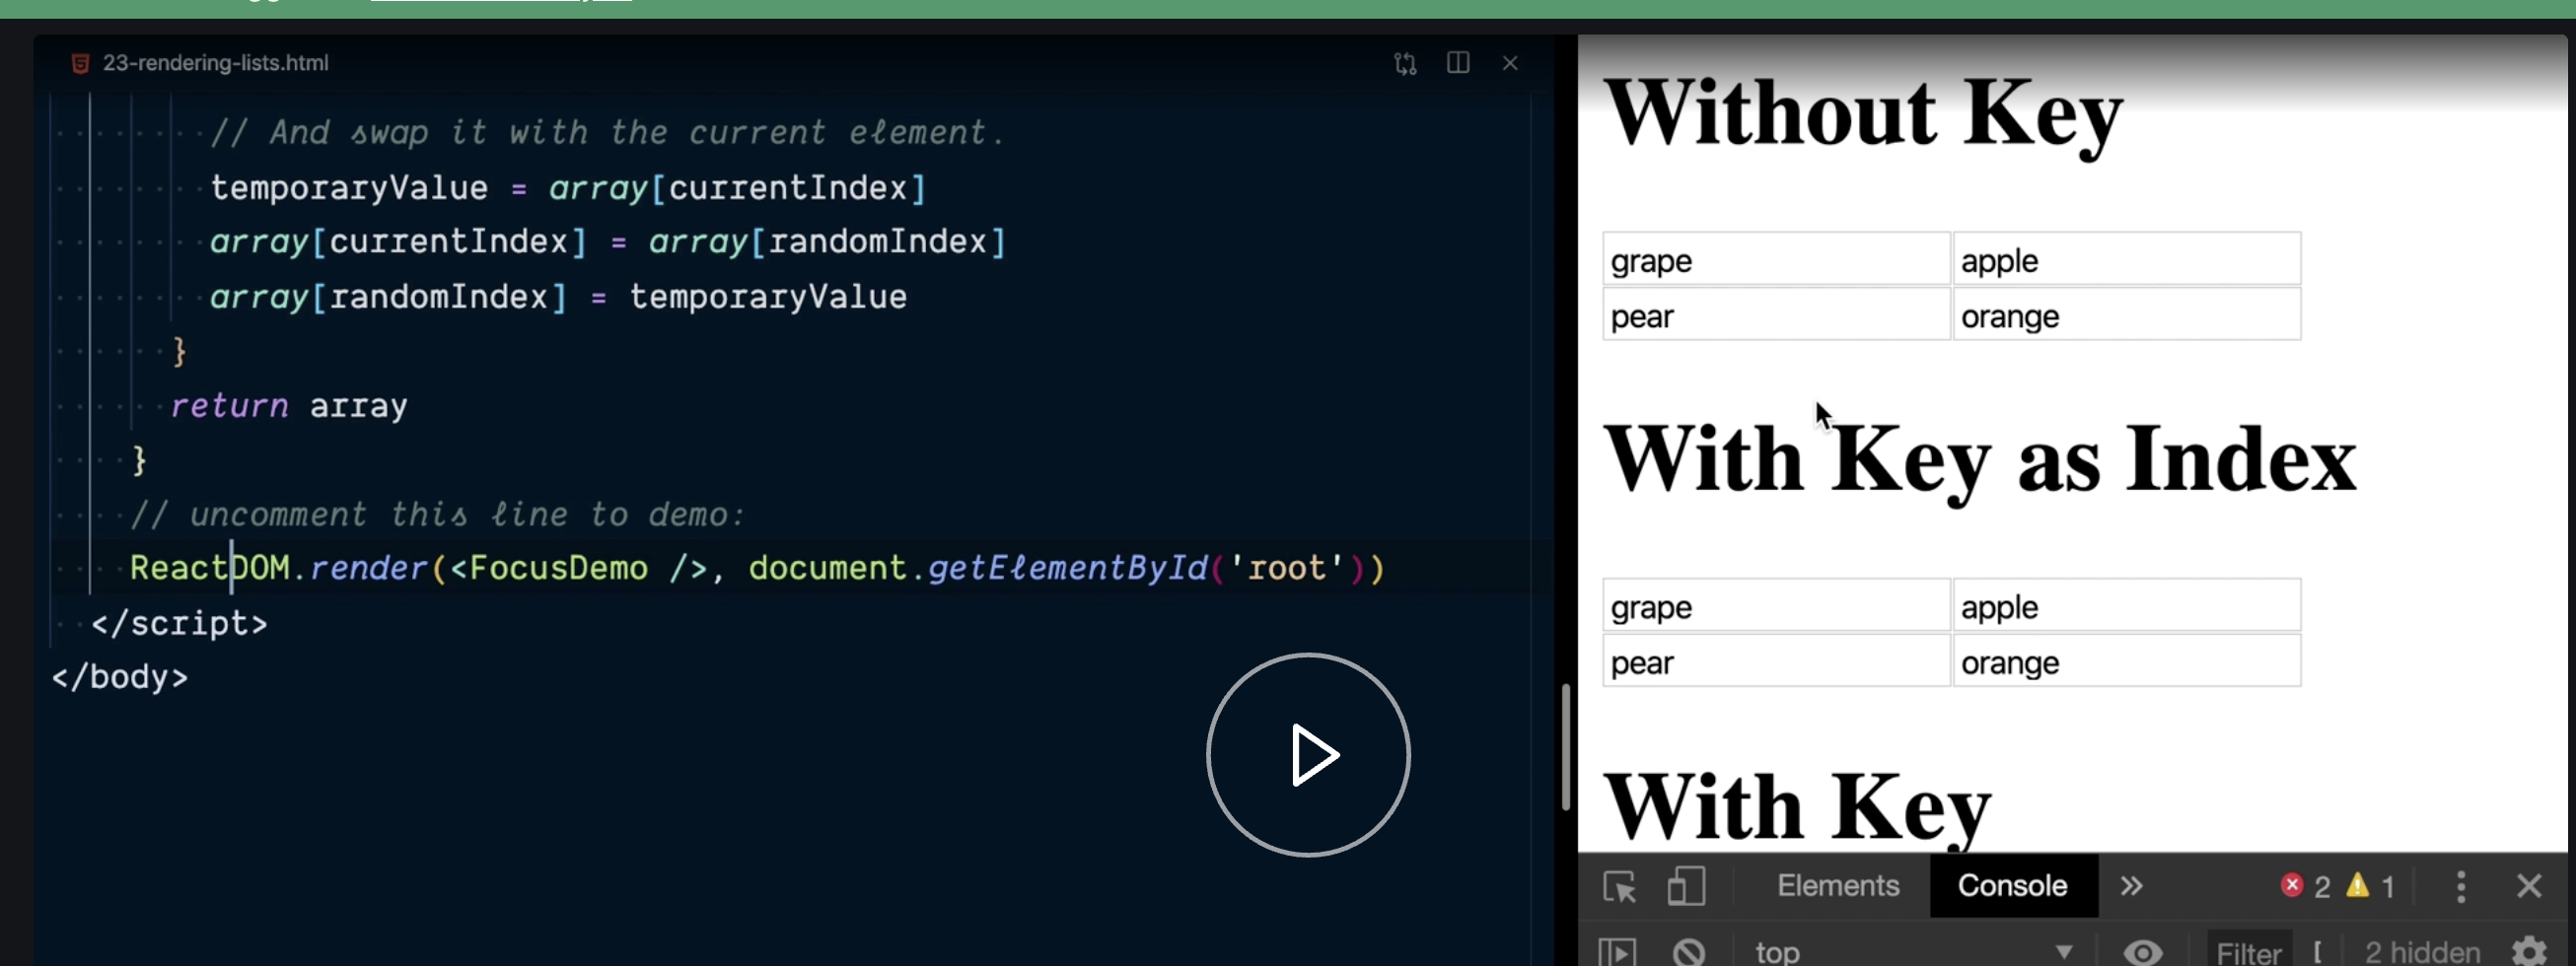 23-rendering-lists.html
// And swap it with the current element.
temporaryValue = array[currentIndex]
array[currentIndex] = array[randomIndex]
array[randomIndex] = temporaryValue
}
return array
}
// uncomment this line to demo:
ReactDOM.render(<FocusDemo />, document.getElementById('root'))
</script>
</body>
Without Key
grape apple
pear orange
With Key as Index
grape apple
pear orange
With Key
Elements Console » 2 1
top Filter [ 2 hidden